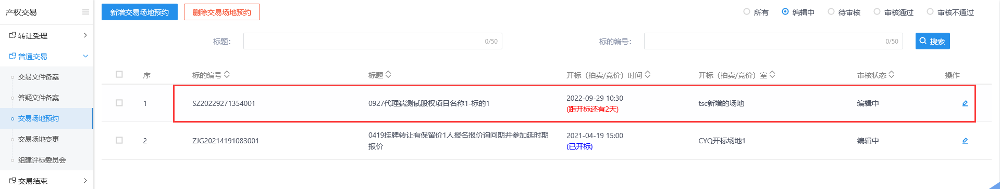 产权交易
转让受理
普通交易
交易文件备案
答疑文件备案
交易场地预约
交易场地变更
组建评标委员会
交易结束
新增交易场地预约 删除交易场地预约 所有 编辑中 待审核 审核通过 审核不通过
标题: 0/50 标的编号: 0/50 搜索
序 标的编号 标题 开标（拍卖/竞价）时间 开标（拍卖/竞价）室 审核状态 操作
1 SZ20229271354001 0927代理端测试股权项目名称1-标的1 2022-09-29 10:30 tsc新增的场地 编辑中
(距开标还有2天)
2 ZJG20214191083001 0419挂牌转让有保留价1人报名报价询问期并参加延时期 2021-04-19 15:00 CYQ开标场地1 编辑中
报价 (已开标)